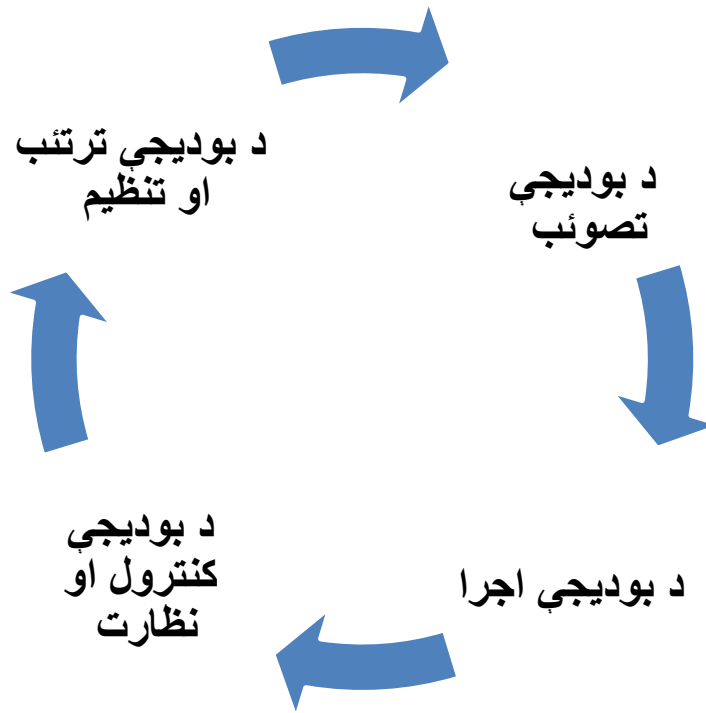 د بودیجې ترتئب
او تنظیم
د بودیجې
تصوئب
د بودیجې اجرا
د بودیجې
کنترول او
نظارت